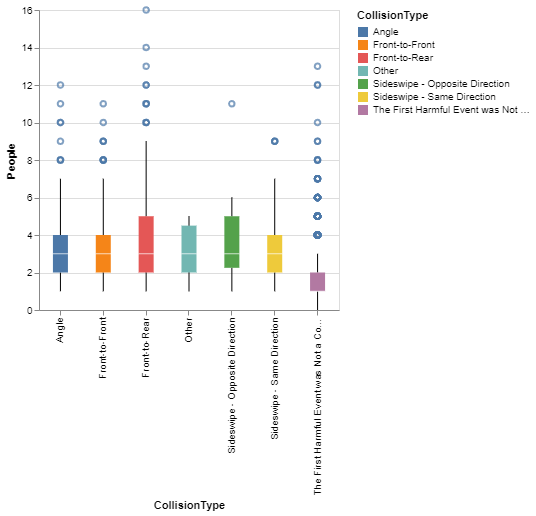 CollisionType
Angle
Front-to-Front
Front-to-Rear
Other
Sideswipe - Opposite Direction
Sideswipe - Same Direction
The First Harmful Event was Not ...
People
16
14
12
10
8
6
4
2
0
Angle
Front-to-Front
Front-to-Rear
Other
Sideswipe - Opposite Direction
Sideswipe - Same Direction
The First Harmful Event was Not a Co...
CollisionType